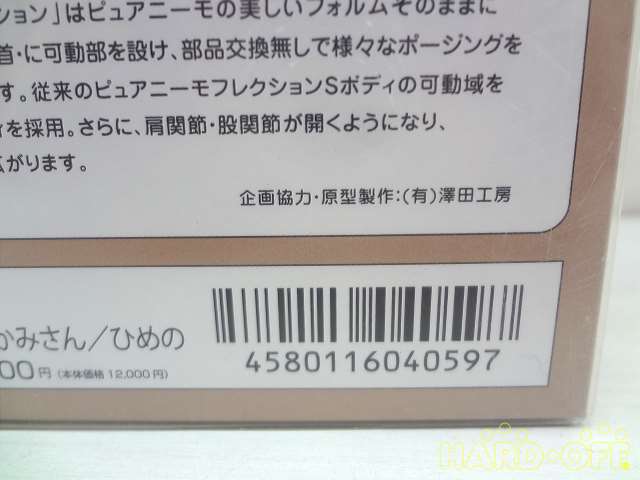 ション」はピュアニーモの美しいフォルムそのままに
首・に可動部を設け、部品交換無しで様々なポージングを
す。従来のピュアニーモフレクションSボディの可動域を
ィを採用。さらに、肩関節・股関節が開くようになり、
広がります。
企画協力・原型製作：（有）澤田工房
かみさん／ひめの
00円（本体価格 12,000円）
4580116040597
HARD・OFF